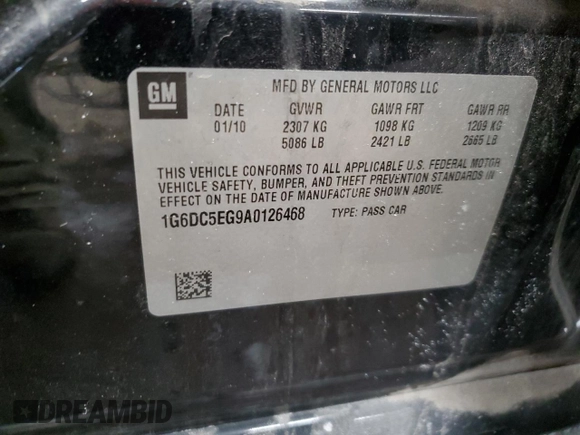 GM
MFD BY GENERAL MOTORS LLC
DATE GVWR GAWR FRT GAWR RR
01/10 2307 KG 1098 KG 1209 KG
5086 LB 2421 LB 2665 LB
THIS VEHICLE CONFORMS TO ALL APPLICABLE U.S. FEDERAL MOTOR
VEHICLE SAFETY, BUMPER, AND THEFT PREVENTION STANDARDS IN
EFFECT ON THE DATE OF MANUFACTURE SHOWN ABOVE.
1G6DC5EG9A0126468 TYPE: PASS CAR
DREAMBID